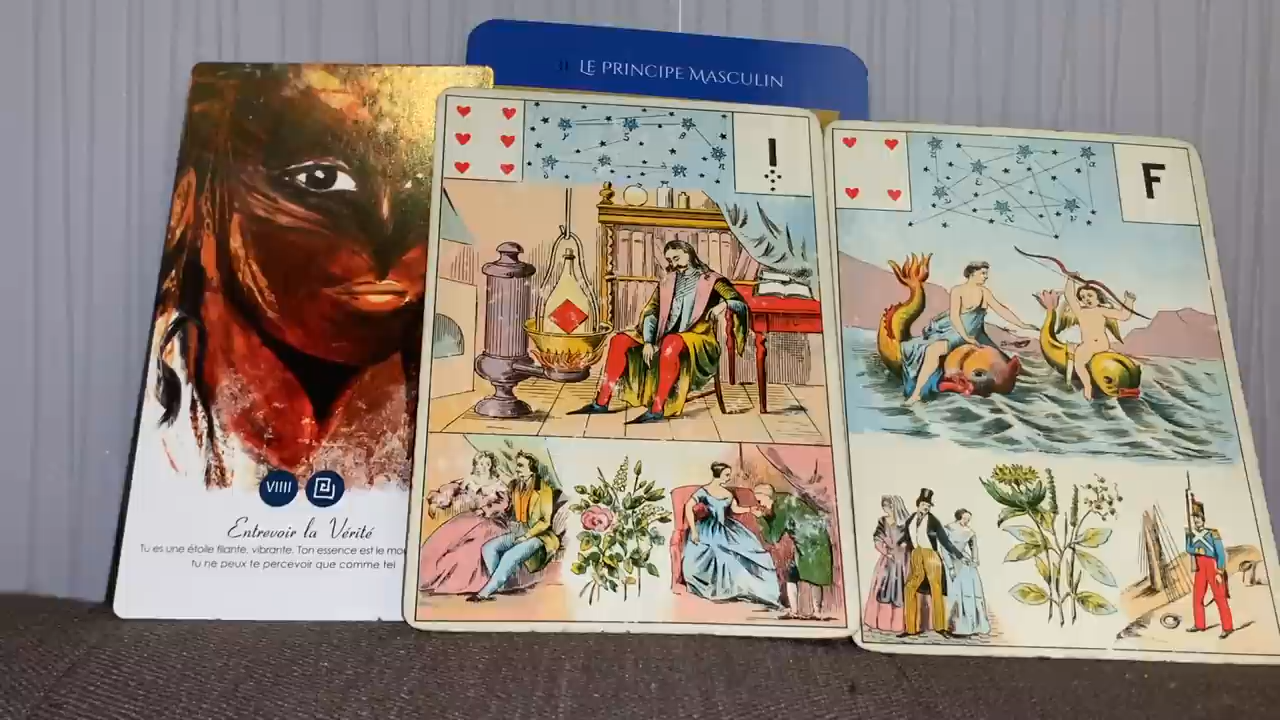 31 LE PRINCIPE MASCULIN
!
F
VIIII
Entrevoir la Vérité
Tu es une étoile filante, vibrante. Ton essence est le
tu ne peux te percevoir que comme tel